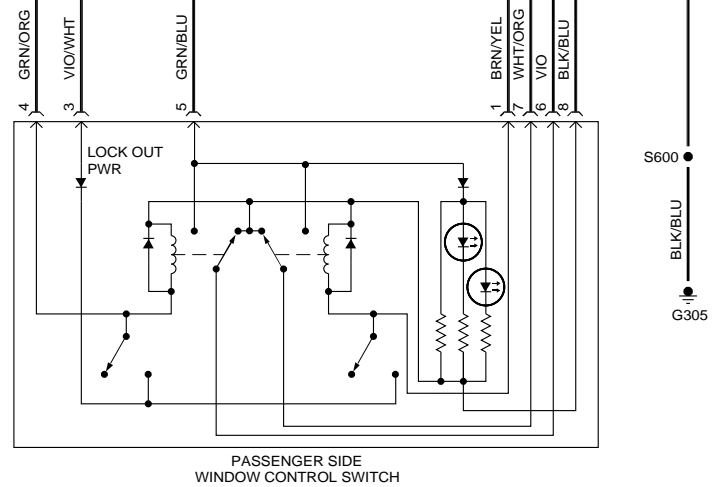 GRN/ORG
VIO/WHT
GRN/BLU
BRN/YEL
WHT/ORG
VIO
BLK/BLU
4
3
5
1
7
6
8
LOCK OUT
PWR
S600
BLK/BLU
G305
PASSENGER SIDE
WINDOW CONTROL SWITCH